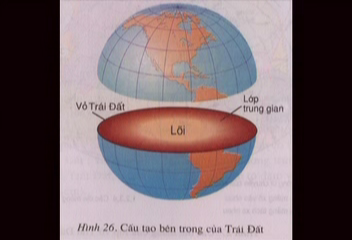 Lớp
trung gian
Vỏ Trái Đất
Lõi
Hình 26. Cấu tạo bên trong của Trái Đất